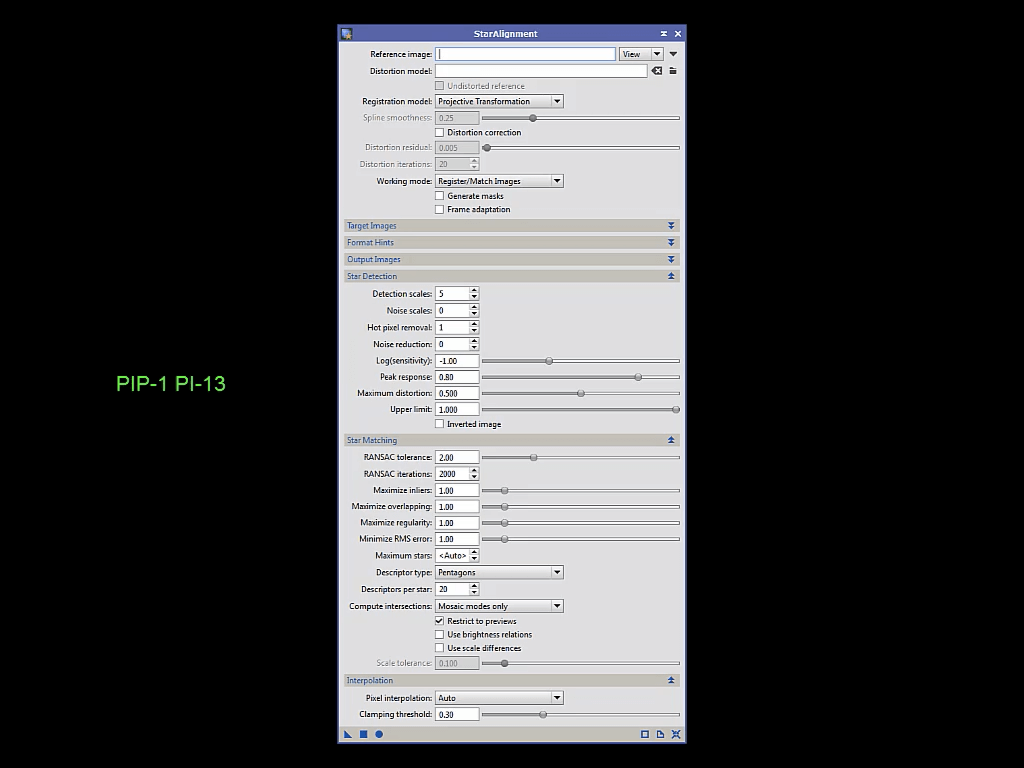 StarAlignment
Reference image: View
Distortion model:
Undistorted reference
Registration model: Projective Transformation
Spline smoothness: 0.25
Distortion correction
Distortion residual: 0.005
Distortion iterations: 20
Working mode: Register/Match Images
Generate masks
Frame adaptation
Target Images
Format Hints
Output Images
Star Detection
Detection scales: 5
Noise scales: 0
Hot pixel removal: 1
Noise reduction: 0
Log(sensitivity): -1.00
Peak response: 0.80
PIP-1 PI-13
Maximum distortion: 0.500
Upper limit: 1.000
Inverted image
Star Matching
RANSAC tolerance: 2.00
RANSAC iterations: 2000
Maximize inliers: 1.00
Maximize overlapping: 1.00
Maximize regularity: 1.00
Minimize RMS error: 1.00
Maximum stars: <Auto>
Descriptor type: Pentagons
Descriptors per star: 20
Compute intersections: Mosaic modes only
Restrict to previews
Use brightness relations
Use scale differences
Scale tolerance: 0.100
Interpolation
Pixel interpolation: Auto
Clamping threshold: 0.30